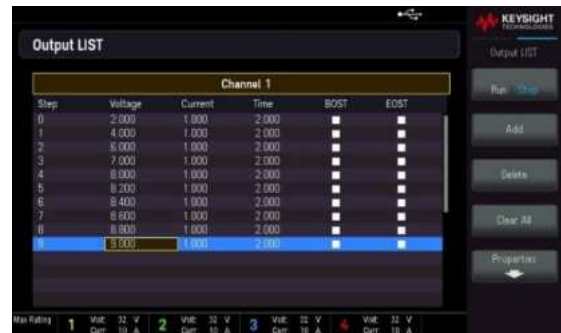 KEYSIGHT
TECHNOLOGIES
Output LIST
Output LIST
Channel 1
Step Voltage Current Time BOST EOST
0 2.000 1.000 2.000
1 4.000 1.000 2.000
2 6.000 1.000 2.000
3 7.000 1.000 2.000
4 8.000 1.000 2.000
5 8.200 1.000 2.000
6 8.400 1.000 2.000
7 8.600 1.000 2.000
8 8.800 1.000 2.000
9 9.000 1.000 2.000
Run Stop
Add
Delete
Clear All
Properties
Max Rating 1 Volt: 32 V 2 Volt: 32 V 3 Volt: 32 V 4 Volt: 32 V
Curr: 10 A Curr: 10 A Curr: 10 A Curr: 10 A